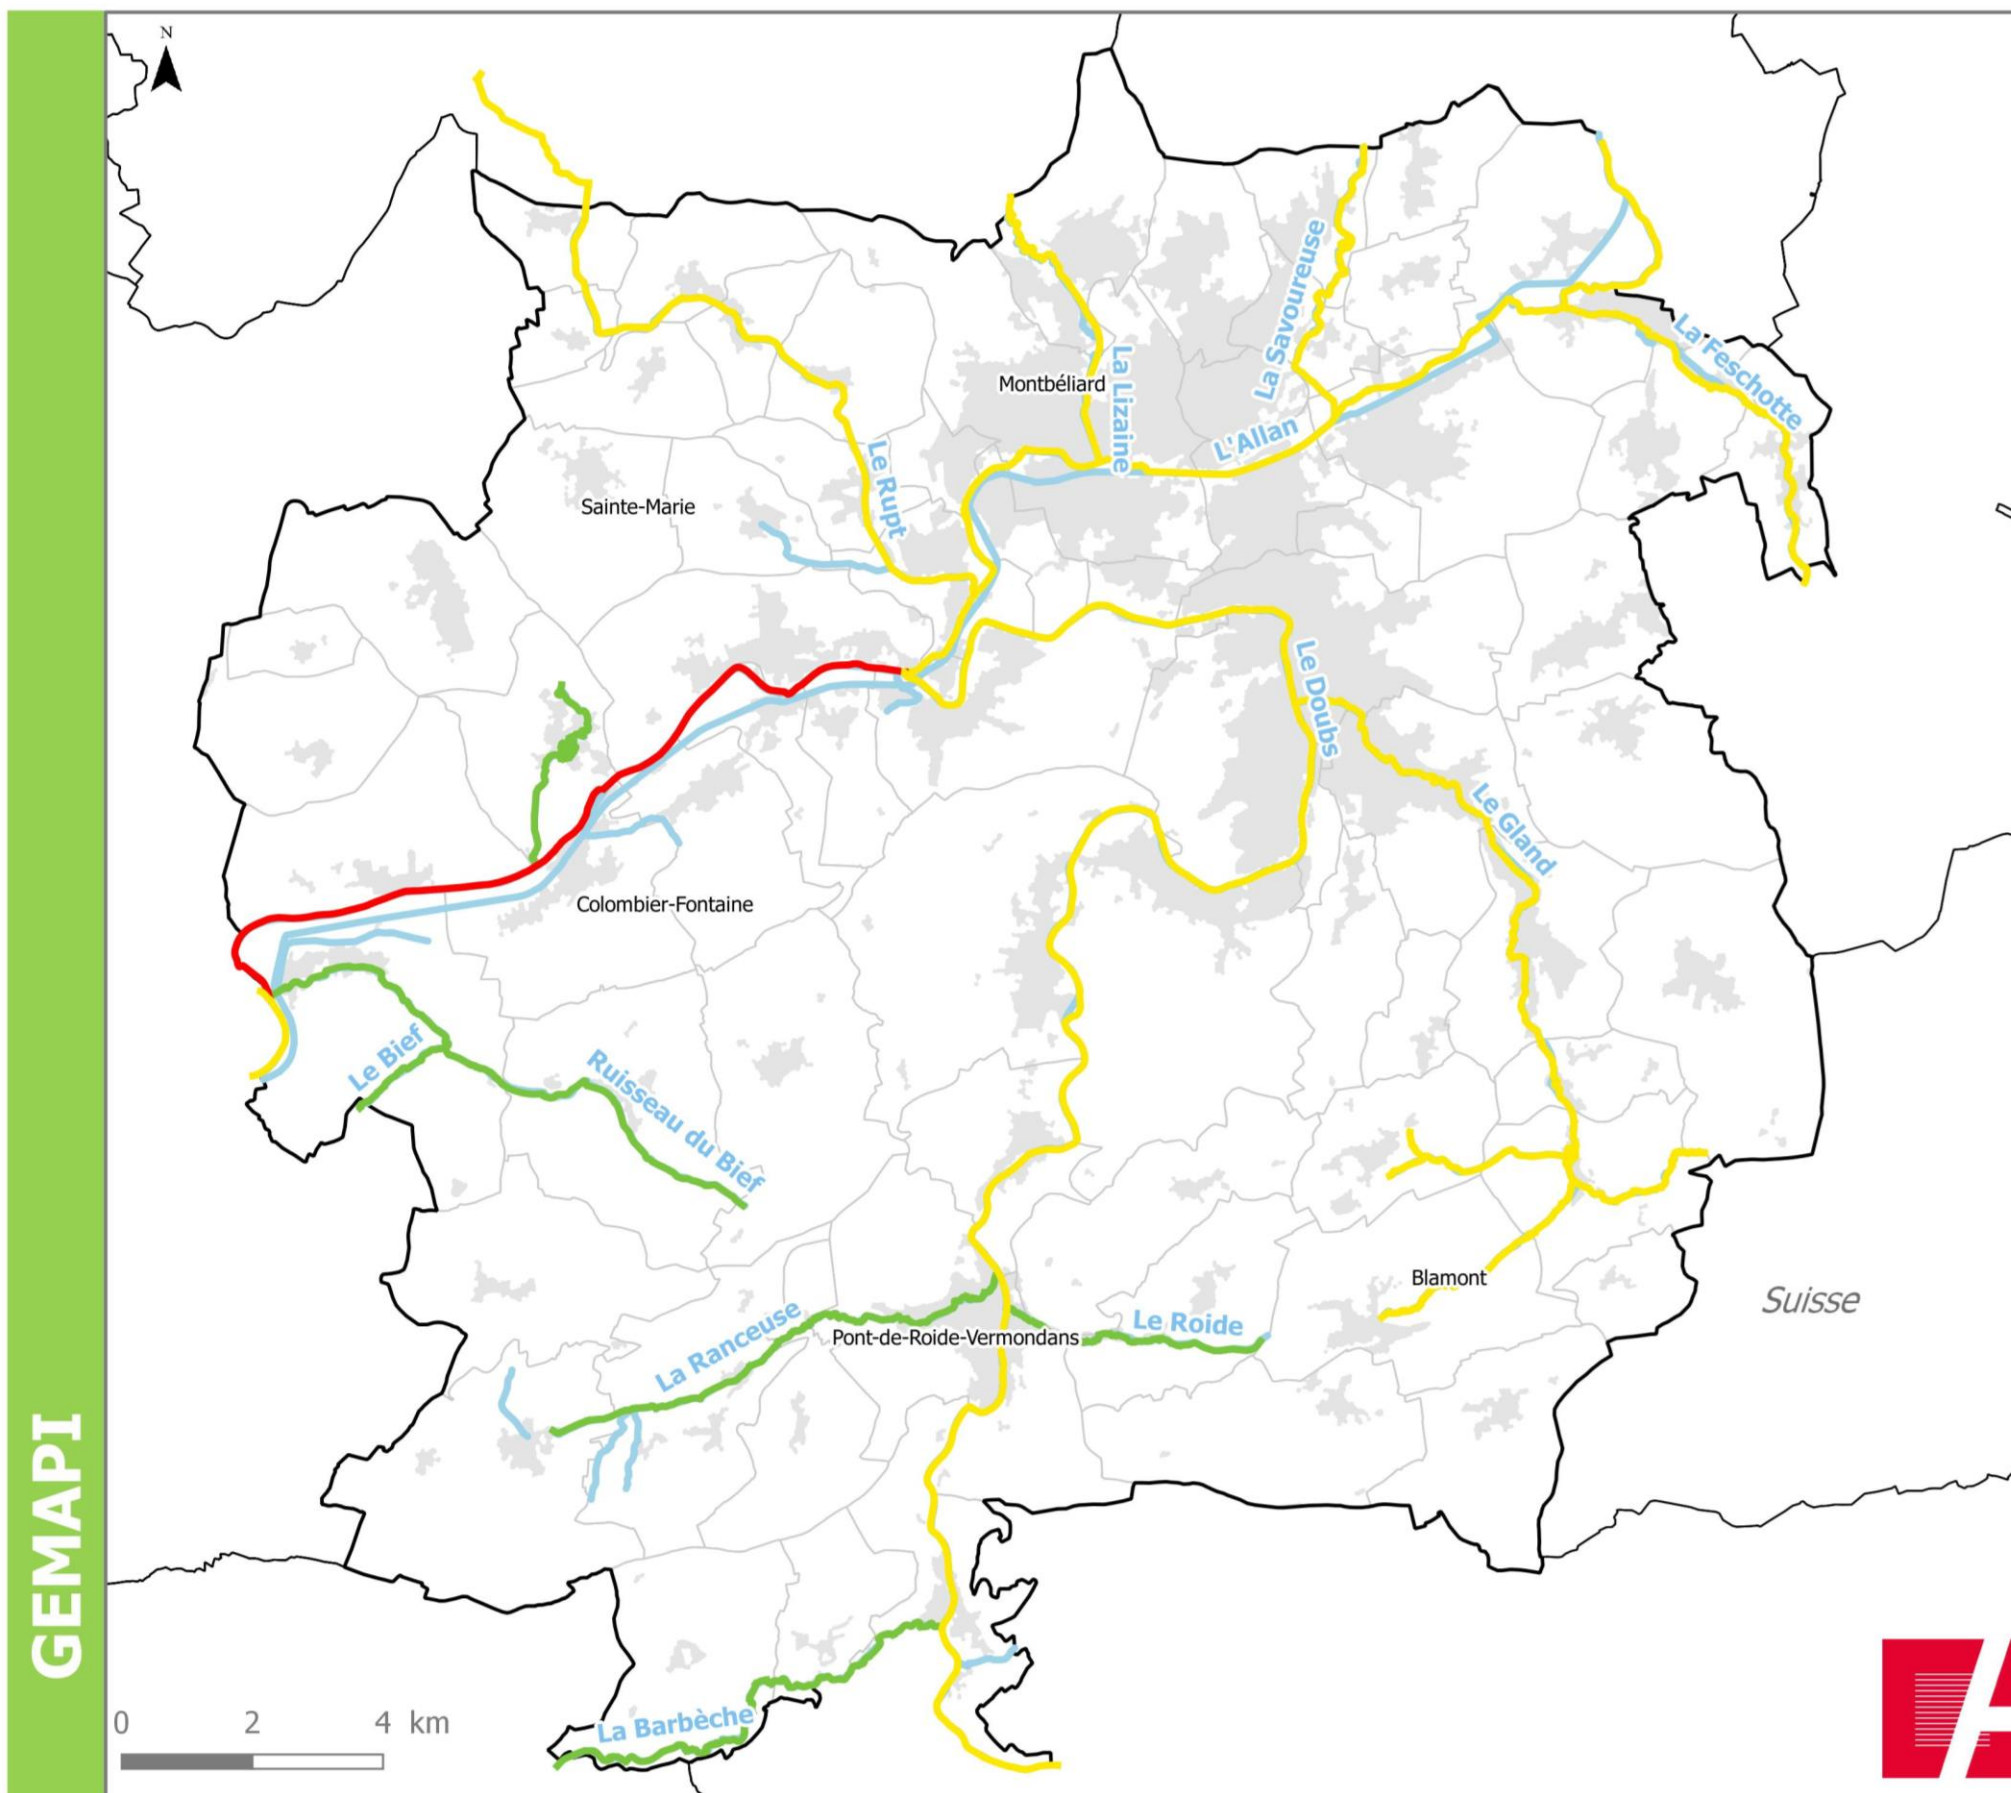 N
La Savoureuse
La Feschotte
La Lizaine
Montbéliard
L'Allan
Le Rupt
Sainte-Marie
Le Doubs
Le Gland
Colombier-Fontaine
Le Bief
Ruisseau du Bief
Blamont
Suisse
La Ranceuse
Le Roide
Pont-de-Roide-Vermondans
GEMAPI
La Barbèche
0 2 4 km